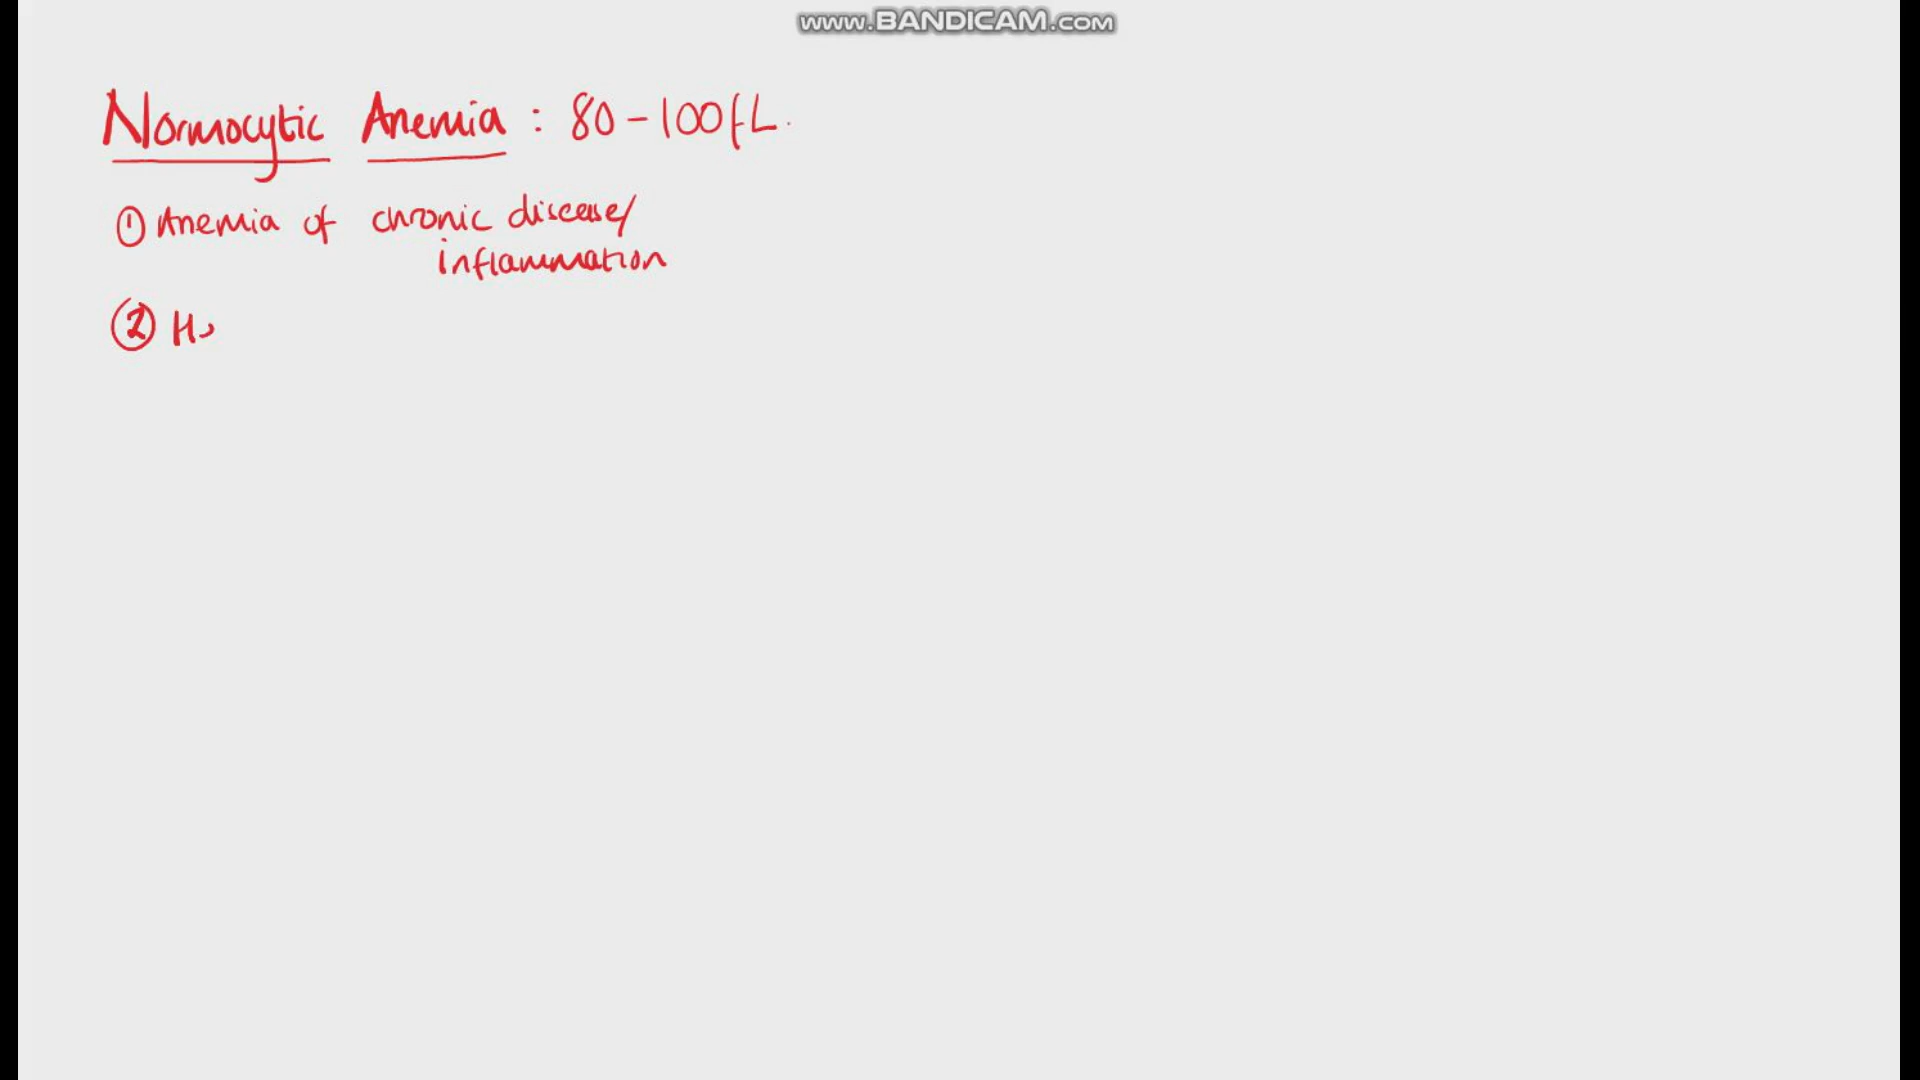 www.BANDICAM.com
Normocytic Anemia : 80-100fL.
① Anemia of chronic disease/
inflammation
② H